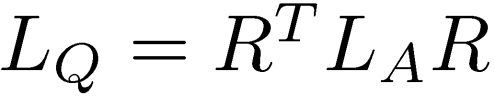 $L_Q = R^T L_A R$